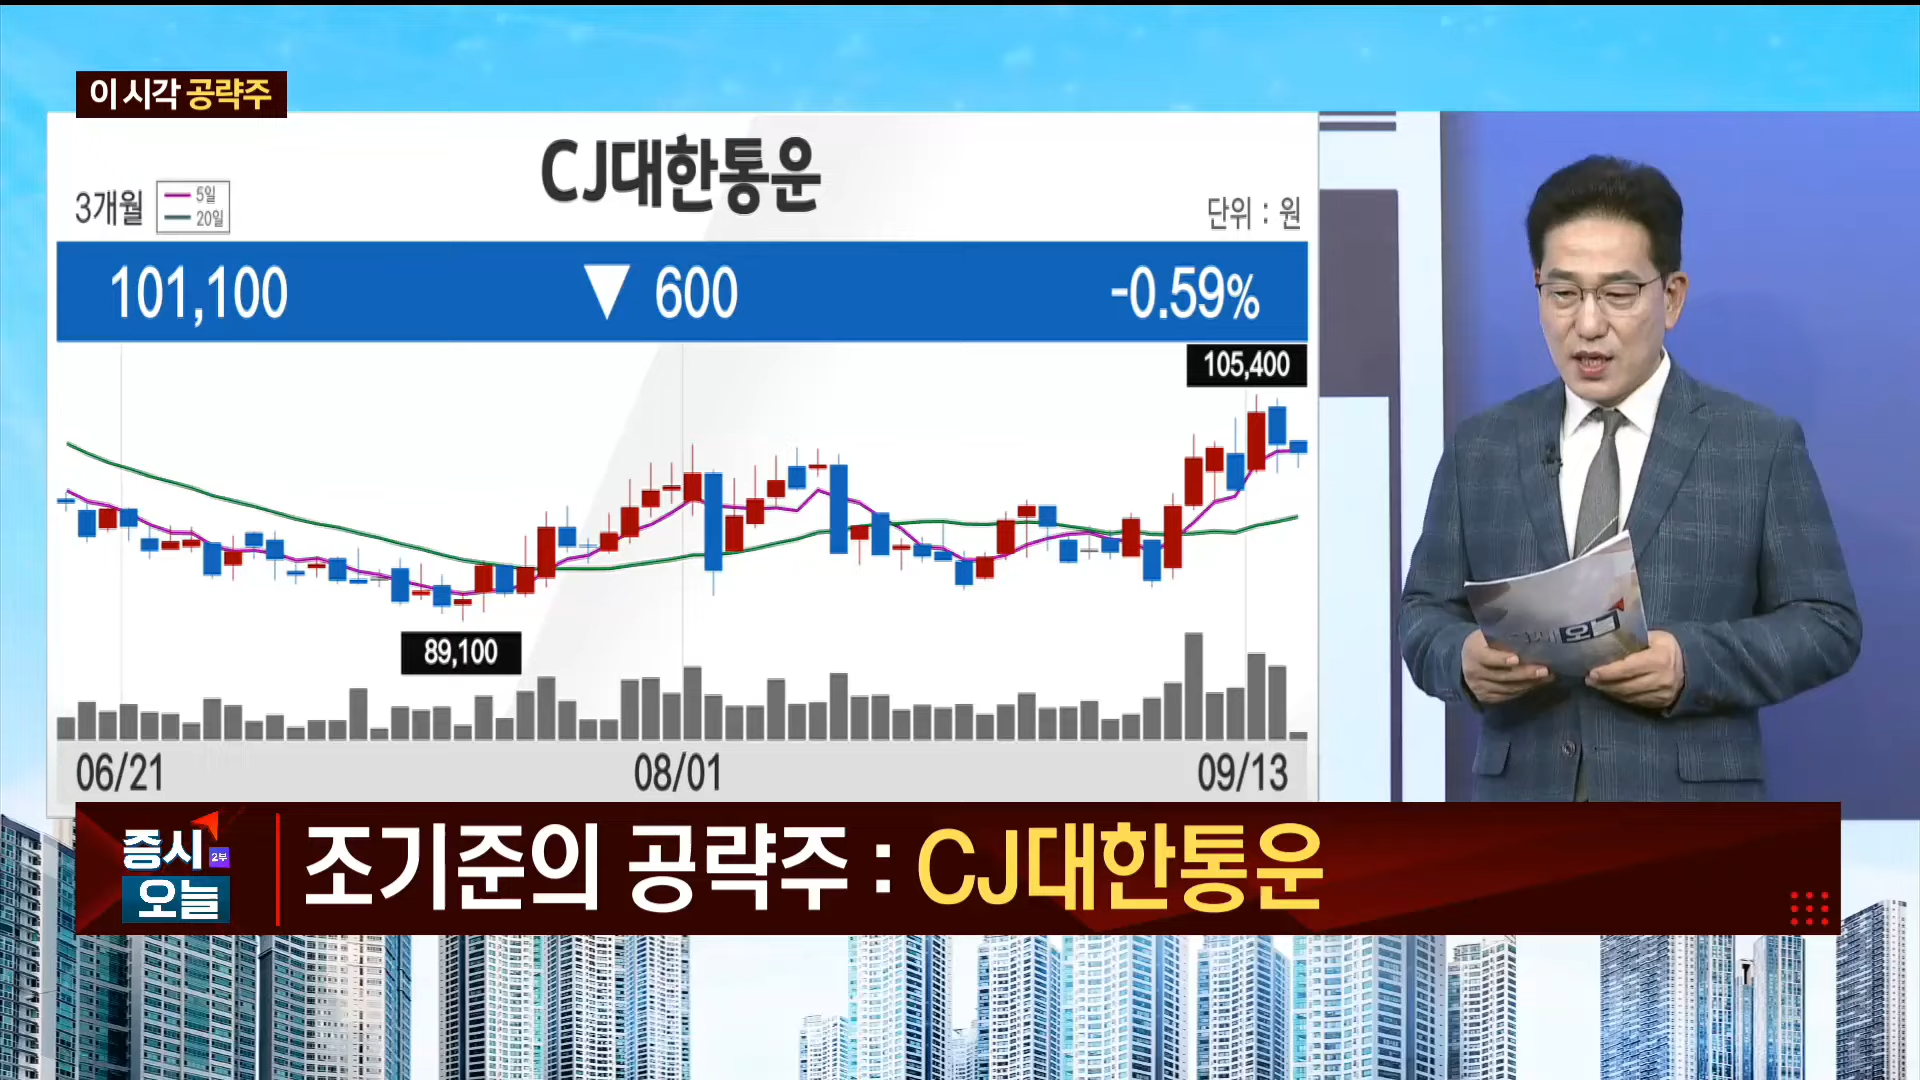 이 시각 공략주
CJ대한통운
3개월
5일
20일
단위 : 원
101,100 ▼ 600 -0.59%
105,400
89,100
06/21 08/01 09/13
증시 2부
오늘
조기준의 공략주 : CJ대한통운
오늘